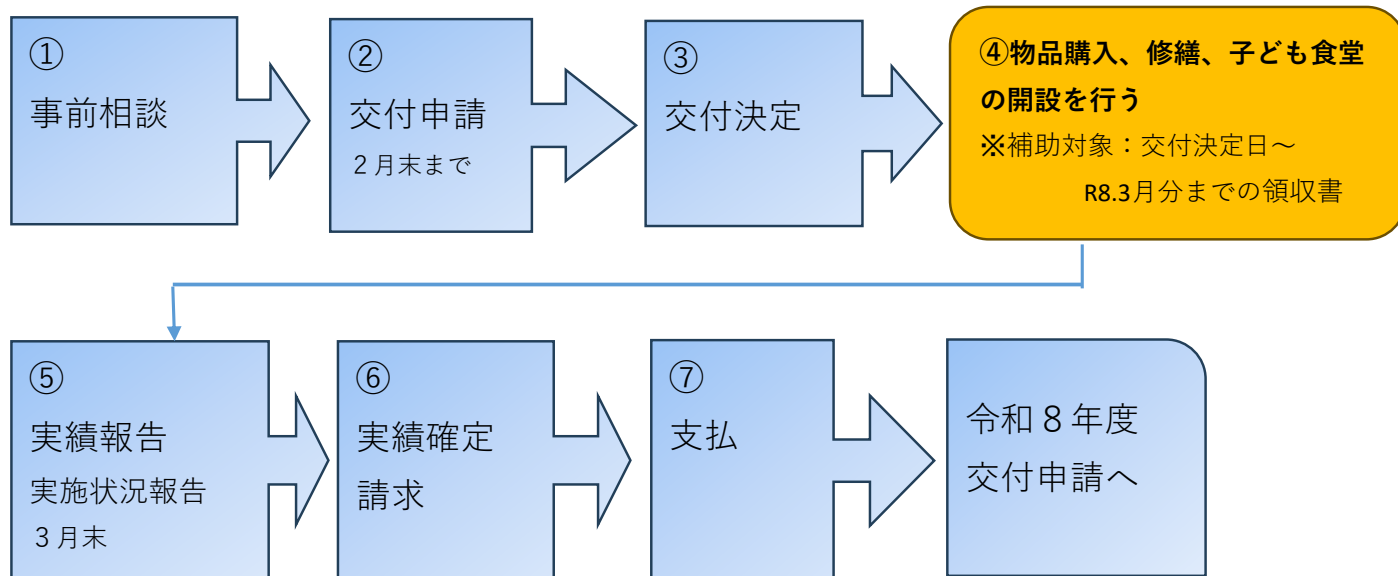 ①
事前相談
②
交付申請
２月末まで
③
交付決定
④物品購入、修繕、子ども食堂
の開設を行う
※補助対象：交付決定日～
R8.3月分までの領収書
⑤
実績報告
実施状況報告
３月末
⑥
実績確定
請求
⑦
支払
令和８年度
交付申請へ